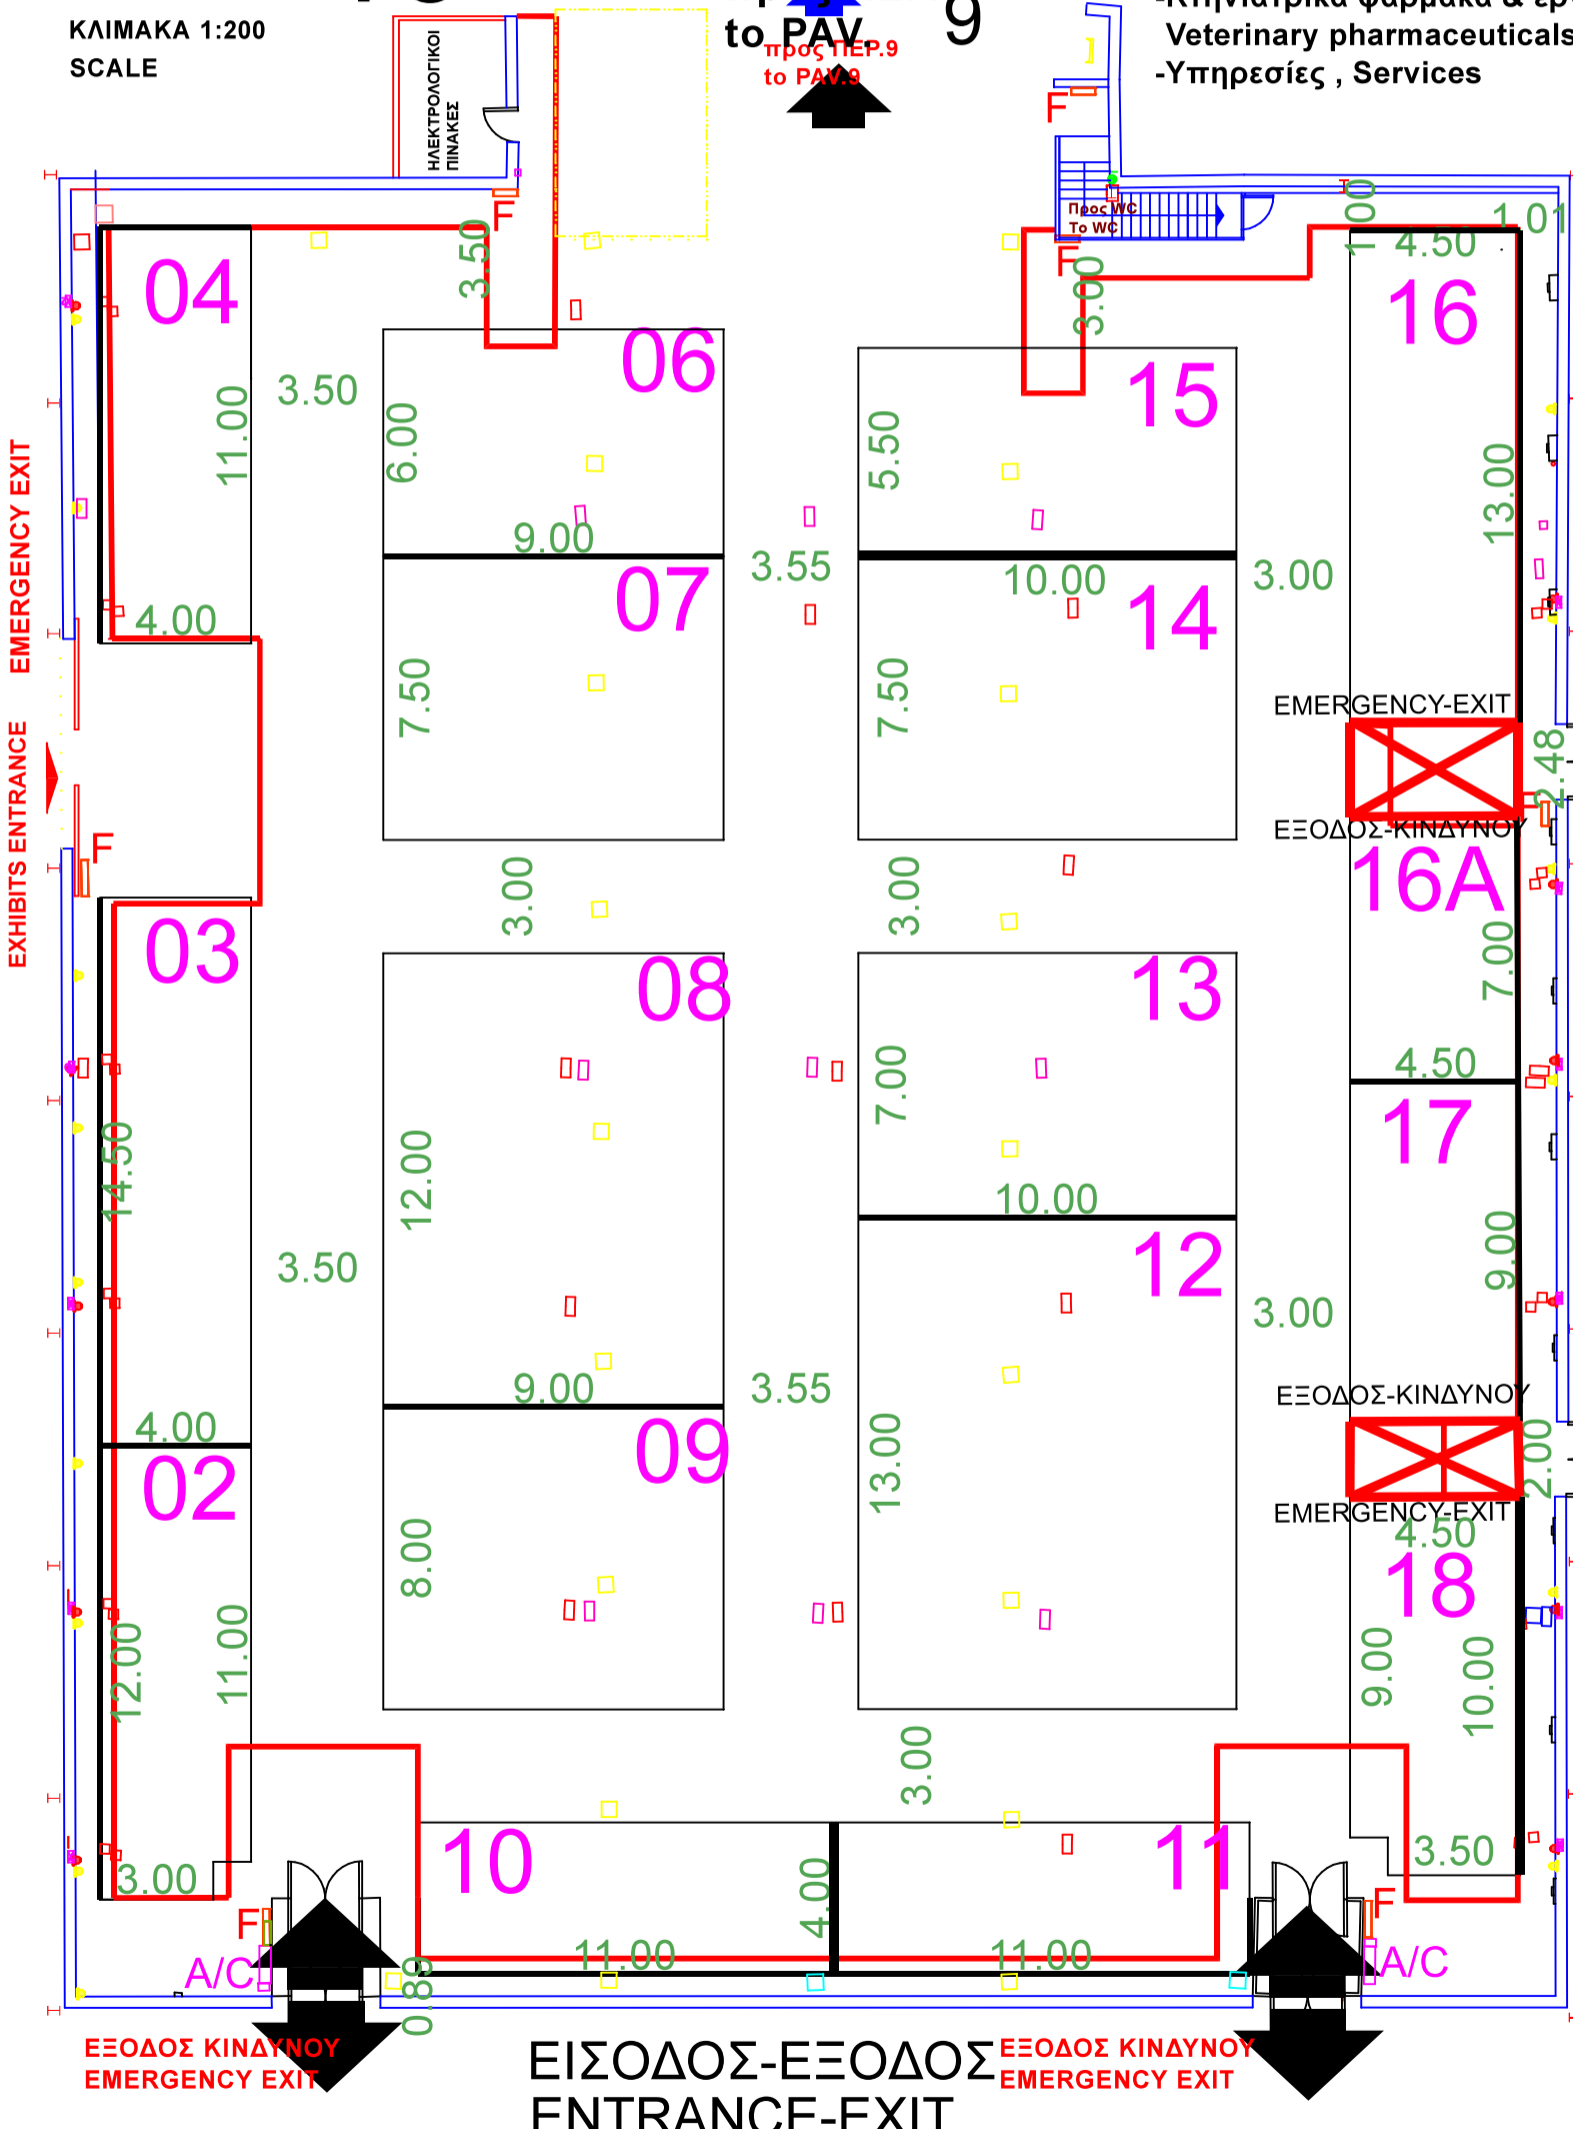 ΚΛΙΜΑΚΑ 1:200
SCALE
to PAV. 9
προς ΠΕΡ.9
to PAV.9
Veterinary pharmaceuticals
-Υπηρεσίες , Services
ΗΛΕΚΤΡΟΛΟΓΙΚΟΙ
ΠΙΝΑΚΕΣ
F
F
Προς WC
To WC
F
1.00
4.50
1.01
04
3.50
3.00
16
06
15
3.50
11.00
6.00
5.50
13.00
EMERGENCY EXIT
9.00
3.55
10.00
3.00
07
14
4.00
7.50
7.50
EMERGENCY-EXIT
2.48
EXHIBITS ENTRANCE
ΕΞΟΔΟΣ-ΚΙΝΔΥΝΟΥ
F
16A
3.00
3.00
03
08
13
7.00
7.00
4.50
17
14.50
12.00
10.00
9.00
12
3.50
3.00
9.00
3.55
ΕΞΟΔΟΣ-ΚΙΝΔΥΝΟΥ
4.00
09
13.00
2.00
02
EMERGENCY-EXIT
4.50
8.00
18
12.00
11.00
9.00
10.00
3.00
10
11
3.50
3.00
4.00
F
F
11.00
11.00
A/C
A/C
0.89
ΕΞΟΔΟΣ ΚΙΝΔΥΝΟΥ
EMERGENCY EXIT
ΕΙΣΟΔΟΣ-ΕΞΟΔΟΣ
ENTRANCE-EXIT
ΕΞΟΔΟΣ ΚΙΝΔΥΝΟΥ
EMERGENCY EXIT